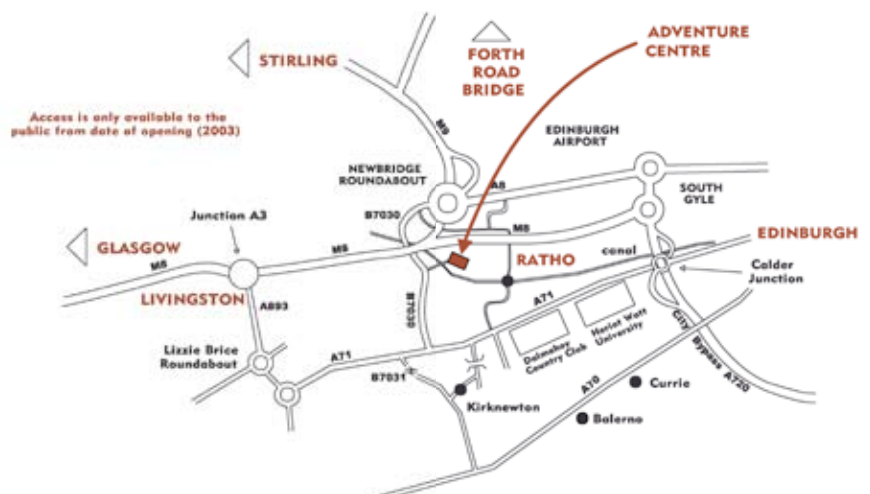 STIRLING
FORTH
ROAD
BRIDGE
ADVENTURE
CENTRE
Access is only available to the
public from date of opening (2003)
M9
EDINBURGH
AIRPORT
NEWBRIDGE
ROUNDABOUT
A8
SOUTH
GYLE
Junction A3
B7030
M8
GLASGOW
M8
M8
RATHO
canal
EDINBURGH
LIVINGSTON
A893
B7030
A71
Calder
Junction
Lizzie Brice
Roundabout
A71
Dalmahoy
Country Club
Heriot Watt
University
City Bypass A720
B7031
Kirknewton
A70
Currie
Balerno